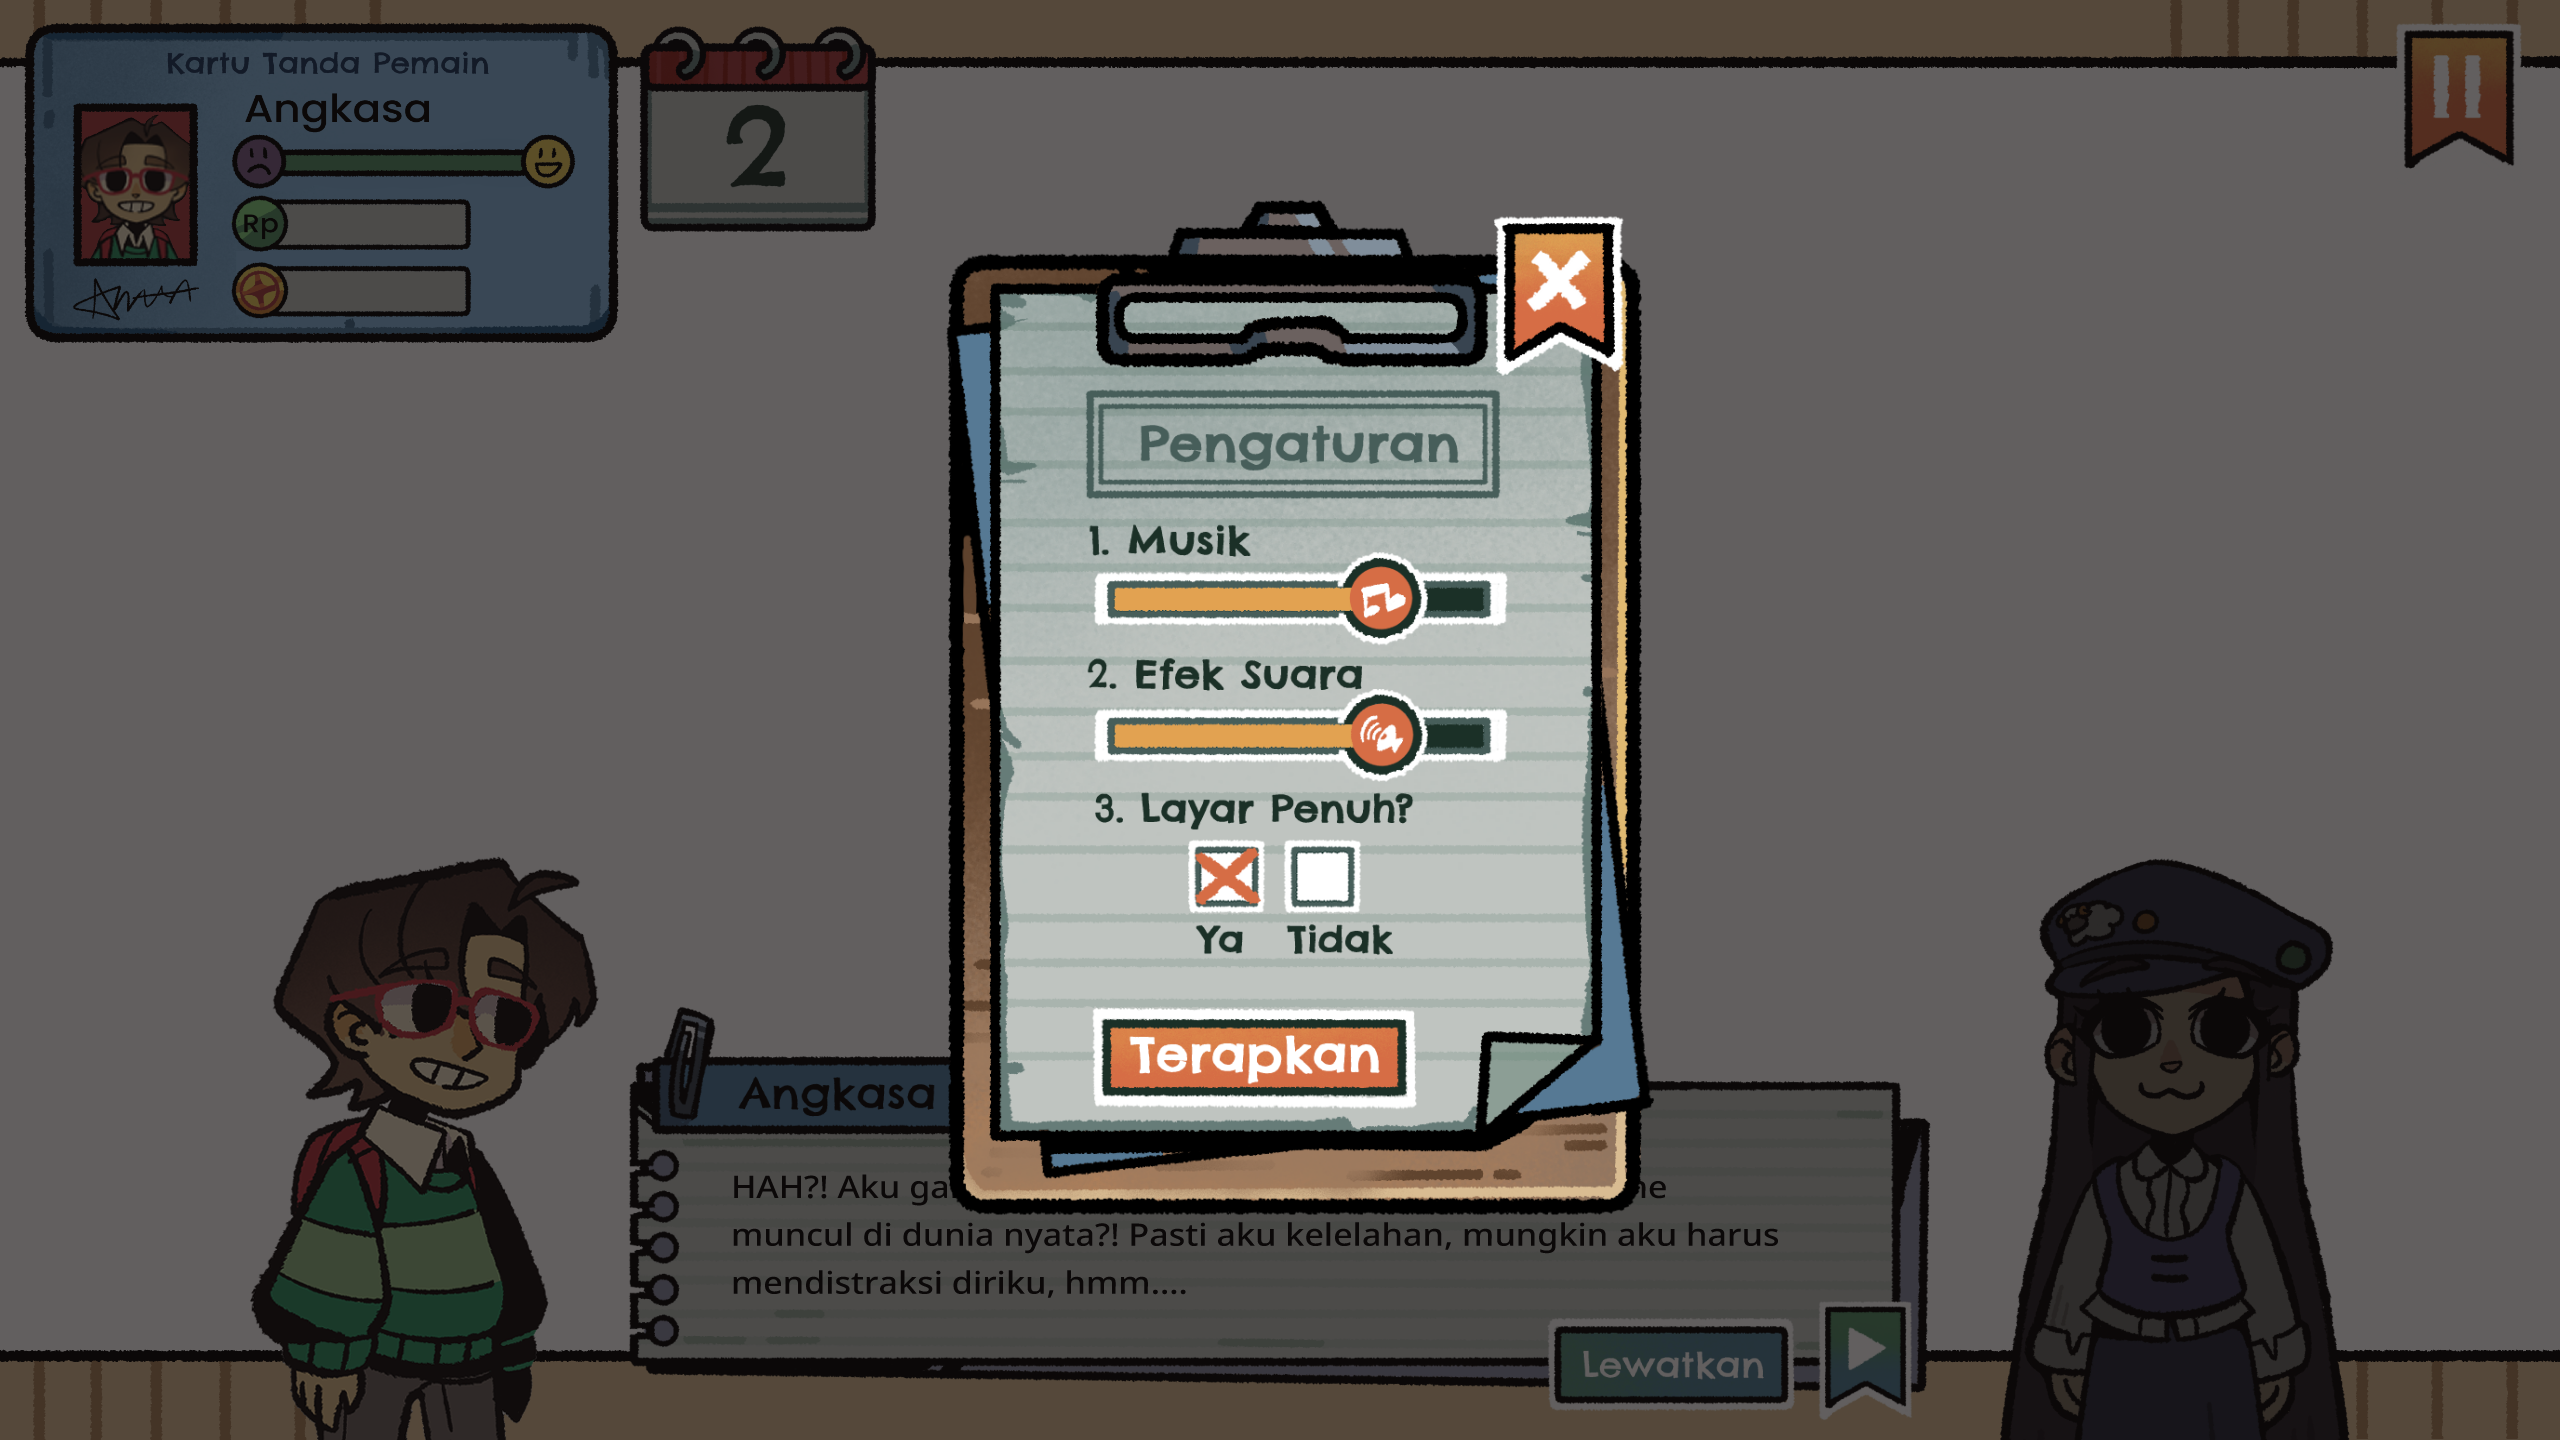 Kartu Tanda Pemain
Angkasa
Rp
2
Pengaturan
1. Musik
2. Efek Suara
3. Layar Penuh?
Ya Tidak
Terapkan
Angkasa
HAH?! Aku
muncul di dunia nyata?! Pasti aku kelelahan, mungkin aku harus
mendistraksi diriku, hmm....
Lewatkan